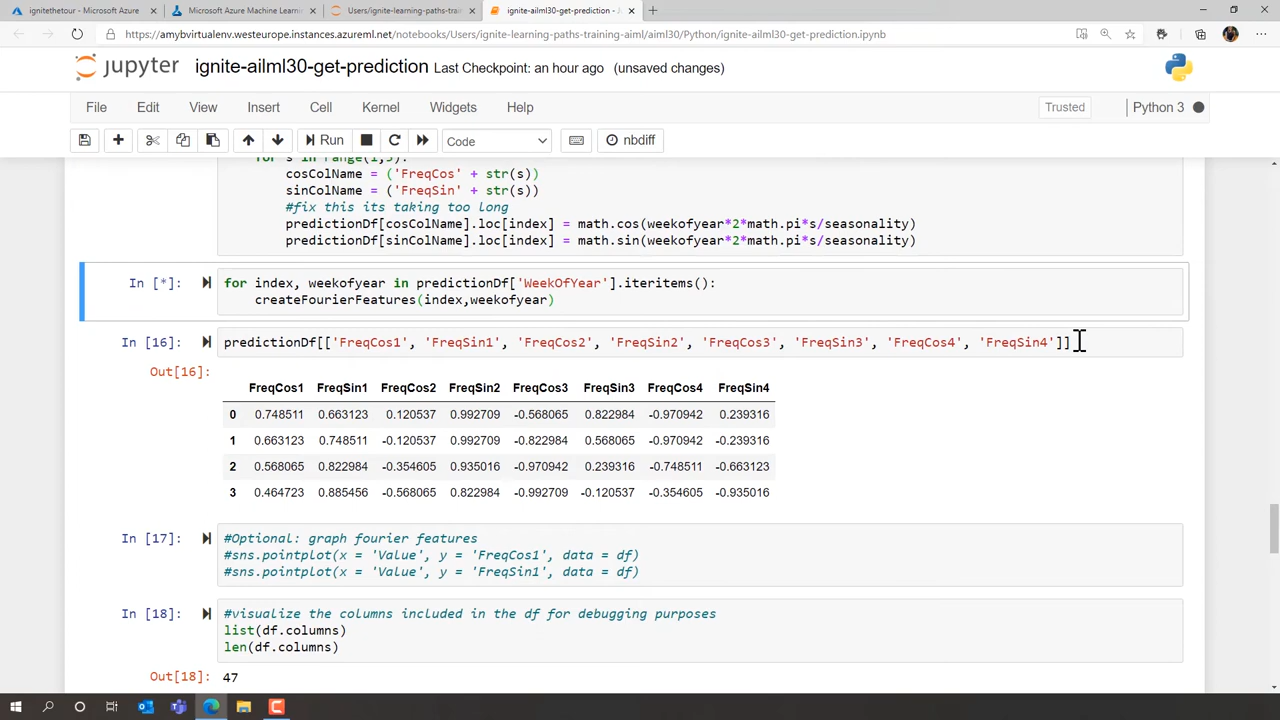 ignitethetour - Microsoft Azure
Microsoft Azure Machine Learni
Users/ignite-learning-paths-train
ignite-ailml30-get-prediction - J
https://amybvirtualenv.westeurope.instances.azureml.net/notebooks/Users/ignite-learning-paths-training-aiml/aiml30/Python/ignite-ailml30-get-prediction.ipynb
jupyter ignite-ailml30-get-prediction Last Checkpoint: an hour ago (unsaved changes)
File Edit View Insert Cell Kernel Widgets Help Trusted Python 3
Run Code nbdiff
for s in range(1,5):
cosColName = ('FreqCos' + str(s))
sinColName = ('FreqSin' + str(s))
#fix this its taking too long
predictionDf[cosColName].loc[index] = math.cos(weekofyear*2*math.pi*s/seasonality)
predictionDf[sinColName].loc[index] = math.sin(weekofyear*2*math.pi*s/seasonality)
In [*]: for index, weekofyear in predictionDf['WeekOfYear'].iteritems():
createFourierFeatures(index,weekofyear)
In [16]: predictionDf[['FreqCos1', 'FreqSin1', 'FreqCos2', 'FreqSin2', 'FreqCos3', 'FreqSin3', 'FreqCos4', 'FreqSin4']]
Out[16]:
FreqCos1 FreqSin1 FreqCos2 FreqSin2 FreqCos3 FreqSin3 FreqCos4 FreqSin4
0 0.748511 0.663123 0.120537 0.992709 -0.568065 0.822984 -0.970942 0.239316
1 0.663123 0.748511 -0.120537 0.992709 -0.822984 0.568065 -0.970942 -0.239316
2 0.568065 0.822984 -0.354605 0.935016 -0.970942 0.239316 -0.748511 -0.663123
3 0.464723 0.885456 -0.568065 0.822984 -0.992709 -0.120537 -0.354605 -0.935016
In [17]: #Optional: graph fourier features
#sns.pointplot(x = 'Value', y = 'FreqCos1', data = df)
#sns.pointplot(x = 'Value', y = 'FreqSin1', data = df)
In [18]: #visualize the columns included in the df for debugging purposes
list(df.columns)
len(df.columns)
Out[18]: 47